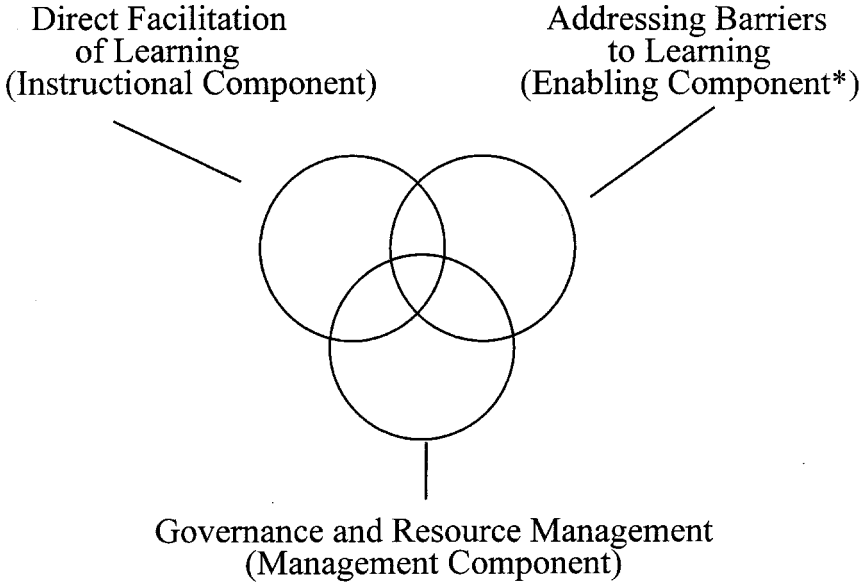 Direct Facilitation
of Learning
(Instructional Component)
Addressing Barriers
to Learning
(Enabling Component*)
Governance and Resource Management
(Management Component)